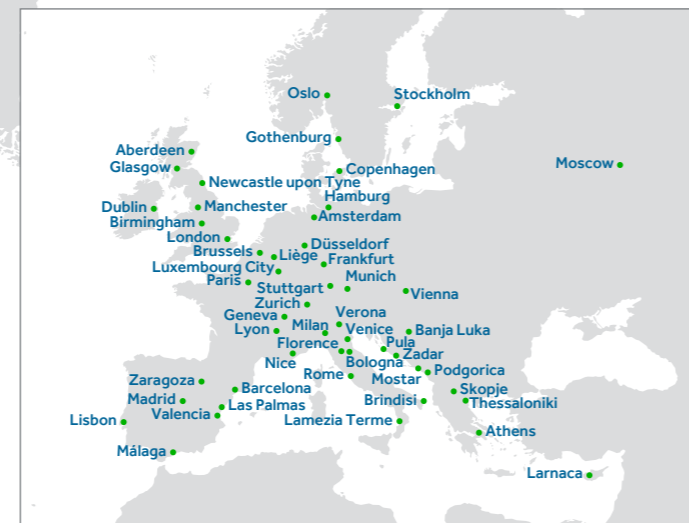 Oslo
Stockholm
Gothenburg
Aberdeen
Moscow
Glasgow
Copenhagen
Newcastle upon Tyne
Hamburg
Dublin
Manchester
Amsterdam
Birmingham
London
Düsseldorf
Brussels
Liège
Frankfurt
Luxembourg City
Munich
Paris
Stuttgart
Vienna
Zurich
Geneva
Verona
Lyon
Milan
Venice
Banja Luka
Florence
Pula
Nice
Bologna
Zadar
Rome
Mostar
Podgorica
Zaragoza
Barcelona
Skopje
Madrid
Las Palmas
Brindisi
Thessaloniki
Valencia
Lisbon
Lamezia Terme
Athens
Málaga
Larnaca